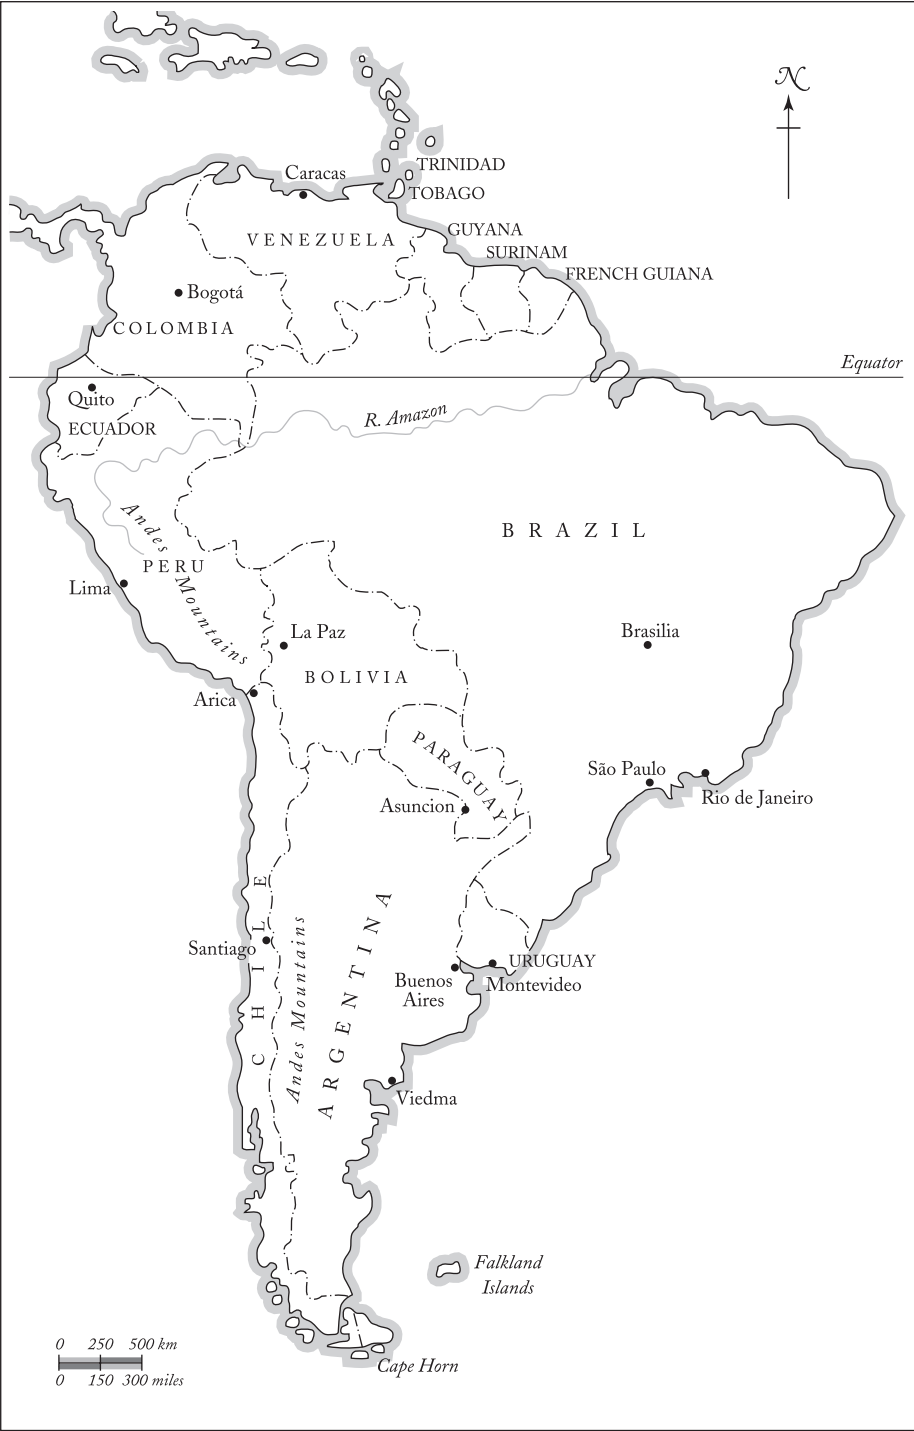 N
Caracas
TRINIDAD
TOBAGO
GUYANA
VENEZUELA
SURINAM
FRENCH GUIANA
Bogotá
COLOMBIA
Equator
Quito
R. Amazon
ECUADOR
Andes Mountains
BRAZIL
PERU
Lima
La Paz
Brasilia
BOLIVIA
Arica
PARAGUAY
São Paulo
Rio de Janeiro
Asuncion
CHILE
Andes Mountains
ARGENTINA
Santiago
URUGUAY
Buenos
Aires
Montevideo
Viedma
Falkland
Islands
0 250 500 km
0 150 300 miles
Cape Horn